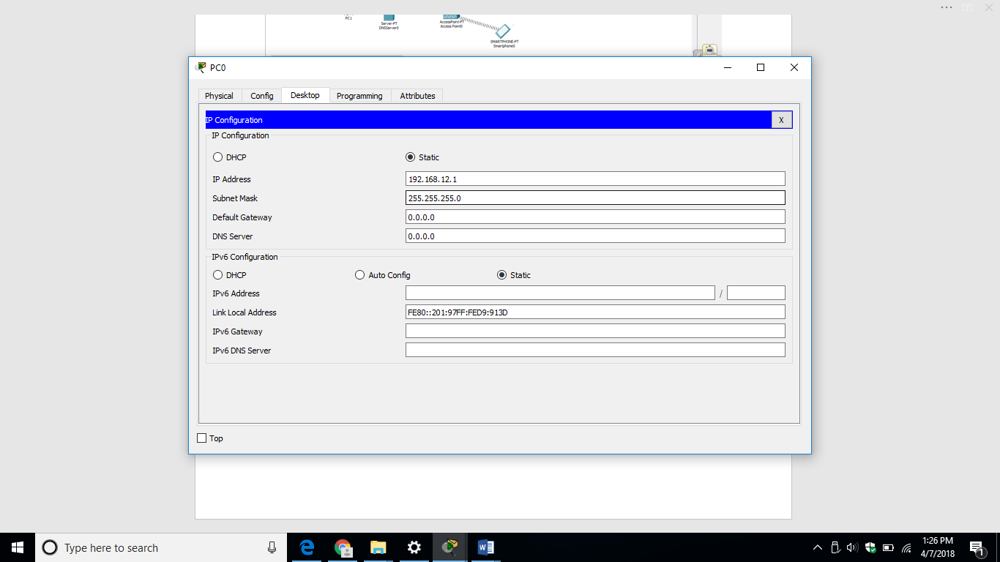 PC1
Server-PT
DNSServer0
AccessPoint-PT
Access Point0
SMARTPHONE-PT
Smartphone0
PC0
Physical Config Desktop Programming Attributes
IP Configuration X
IP Configuration
DHCP Static
IP Address 192.168.12.1
Subnet Mask 255.255.255.0
Default Gateway 0.0.0.0
DNS Server 0.0.0.0
IPv6 Configuration
DHCP Auto Config Static
IPv6 Address /
Link Local Address FE80::201:97FF:FED9:913D
IPv6 Gateway
IPv6 DNS Server
Top
Type here to search
1:26 PM
4/7/2018
1